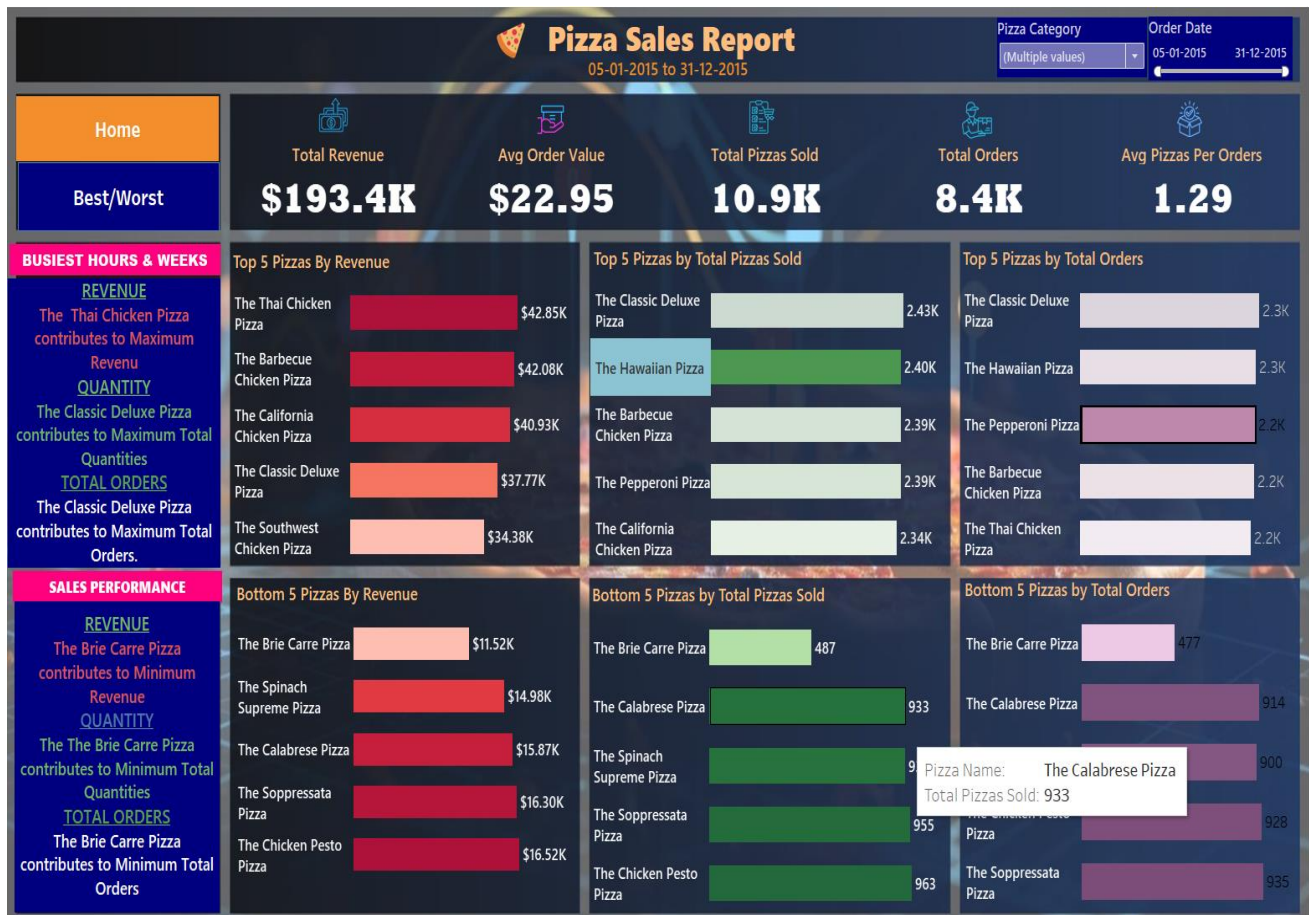 Pizza Sales Report
05-01-2015 to 31-12-2015
Pizza Category
(Multiple values)
Order Date
05-01-2015 31-12-2015
Home
Best/Worst
Total Revenue
$193.4K
Avg Order Value
$22.95
Total Pizzas Sold
10.9K
Total Orders
8.4K
Avg Pizzas Per Orders
1.29
BUSIEST HOURS & WEEKS
REVENUE
The Thai Chicken Pizza
contributes to Maximum
Revenu
QUANTITY
The Classic Deluxe Pizza
contributes to Maximum Total
Quantities
TOTAL ORDERS
The Classic Deluxe Pizza
contributes to Maximum Total
Orders.
Top 5 Pizzas By Revenue
The Thai Chicken
Pizza
$42.85K
The Barbecue
Chicken Pizza
$42.08K
The California
Chicken Pizza
$40.93K
The Classic Deluxe
Pizza
$37.77K
The Southwest
Chicken Pizza
$34.38K
Top 5 Pizzas by Total Pizzas Sold
The Classic Deluxe
Pizza
2.43K
The Hawaiian Pizza
2.40K
The Barbecue
Chicken Pizza
2.39K
The Pepperoni Pizza
2.39K
The California
Chicken Pizza
2.34K
Top 5 Pizzas by Total Orders
The Classic Deluxe
Pizza
2.3K
The Hawaiian Pizza
2.3K
The Pepperoni Pizza
2.2K
The Barbecue
Chicken Pizza
2.2K
The Thai Chicken
Pizza
2.2K
SALES PERFORMANCE
REVENUE
The Brie Carre Pizza
contributes to Minimum
Revenue
QUANTITY
The The Brie Carre Pizza
contributes to Minimum Total
Quantities
TOTAL ORDERS
The Brie Carre Pizza
contributes to Minimum Total
Orders
Bottom 5 Pizzas By Revenue
The Brie Carre Pizza
$11.52K
The Spinach
Supreme Pizza
$14.98K
The Calabrese Pizza
$15.87K
The Soppressata
Pizza
$16.30K
The Chicken Pesto
Pizza
$16.52K
Bottom 5 Pizzas by Total Pizzas Sold
The Brie Carre Pizza
487
The Calabrese Pizza
933
The Spinach
Supreme Pizza
The Soppressata
Pizza
955
The Chicken Pesto
Pizza
963
Bottom 5 Pizzas by Total Orders
The Brie Carre Pizza
477
The Calabrese Pizza
914
900
Pizza Name: The Calabrese Pizza
Total Pizzas Sold: 933
The Chicken Pesto
Pizza
928
The Soppressata
Pizza
935